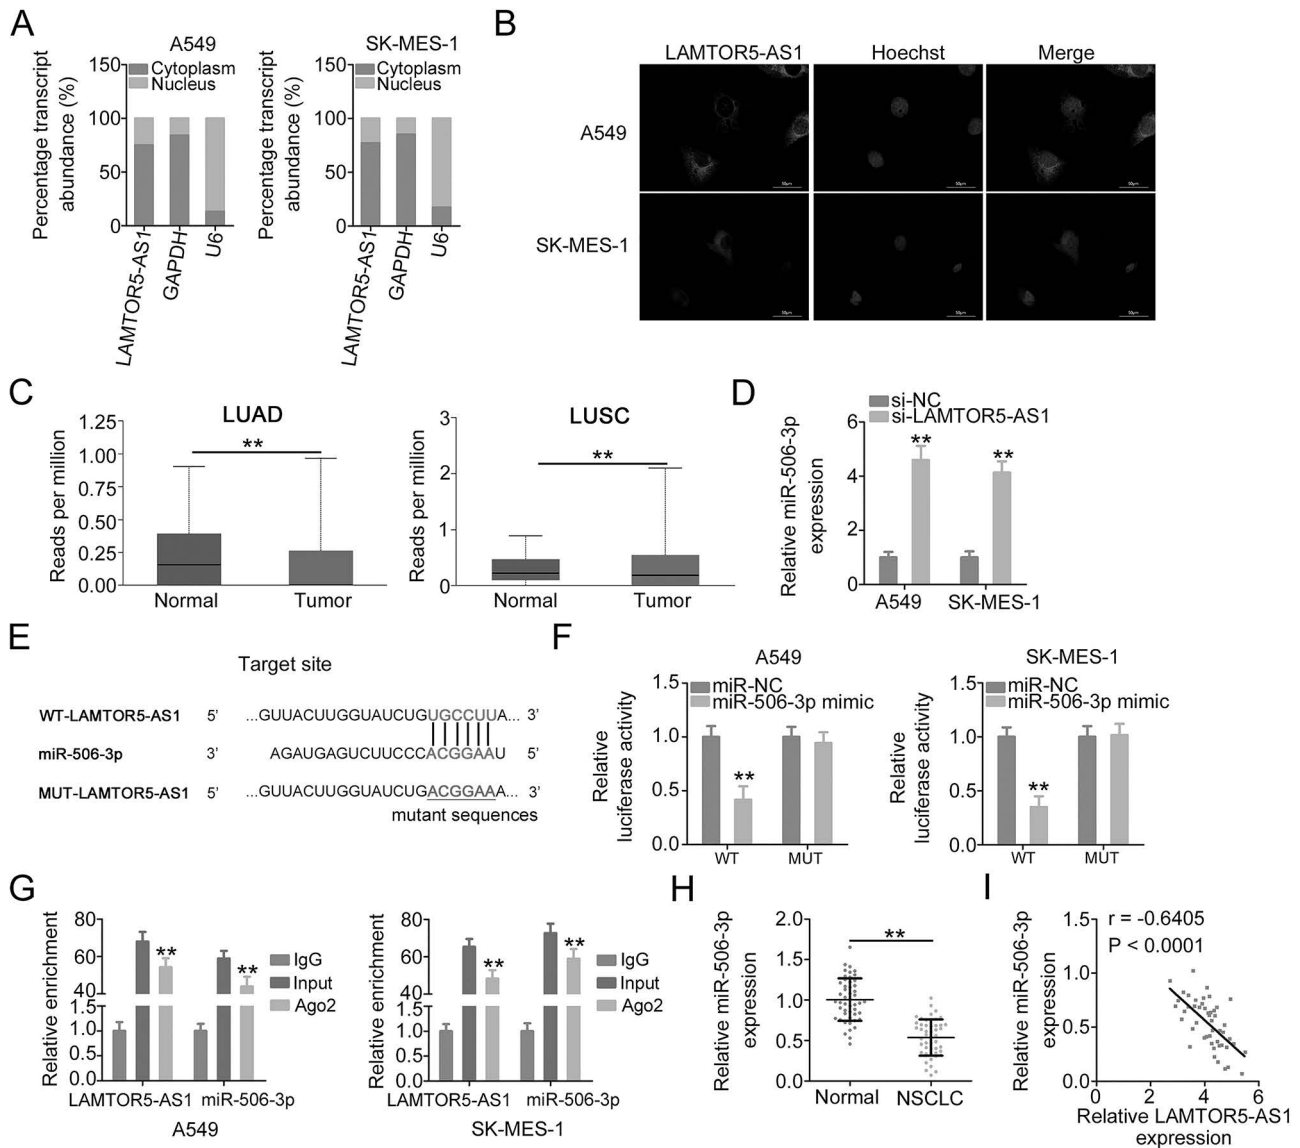 A
A549
SK-MES-1
Percentage transcript
abundance (%)
150
100
50
0
Cytoplasm
Nucleus
LAMTOR5-AS1
GAPDH
U6
Percentage transcript
abundance (%)
150
100
50
0
Cytoplasm
Nucleus
LAMTOR5-AS1
GAPDH
U6
B
LAMTOR5-AS1 Hoechst Merge
A549
50μm 50μm 50μm
SK-MES-1
50μm 50μm 50μm
C
LUAD
Reads per million
1.25
1.00
0.75
0.50
0.25
0.00
**
Normal Tumor
LUSC
Reads per million
3
2
1
0
**
Normal Tumor
D
si-NC
si-LAMTOR5-AS1
Relative miR-506-3p
expression
6
4
2
0
** **
A549 SK-MES-1
E
Target site
WT-LAMTOR5-AS1 5' ...GUUACUUGGUAUCUGUGCCUUA... 3'
miR-506-3p 3' AGAUGAGUCUUCCCACGGAAU 5'
MUT-LAMTOR5-AS1 5' ...GUUACUUGGUAUCUGACGGAAA... 3'
mutant sequences
F
A549
Relative
luciferase activity
1.5
1.0
0.5
0.0
miR-NC
miR-506-3p mimic
**
WT MUT
SK-MES-1
Relative
luciferase activity
1.5
1.0
0.5
0.0
miR-NC
miR-506-3p mimic
**
WT MUT
G
Relative enrichment
80
60
40
1.5
1.0
0.5
0.0
** **
IgG
Input
Ago2
LAMTOR5-AS1 miR-506-3p
A549
Relative enrichment
80
60
40
1.5
1.0
0.5
0.0
** **
IgG
Input
Ago2
LAMTOR5-AS1 miR-506-3p
SK-MES-1
H
Relative miR-506-3p
expression
2.0
1.5
1.0
0.5
0.0
**
Normal NSCLC
I
Relative miR-506-3p
expression
1.5
1.0
0.5
0.0
r = -0.6405
P < 0.0001
0 2 4 6
Relative LAMTOR5-AS1
expression